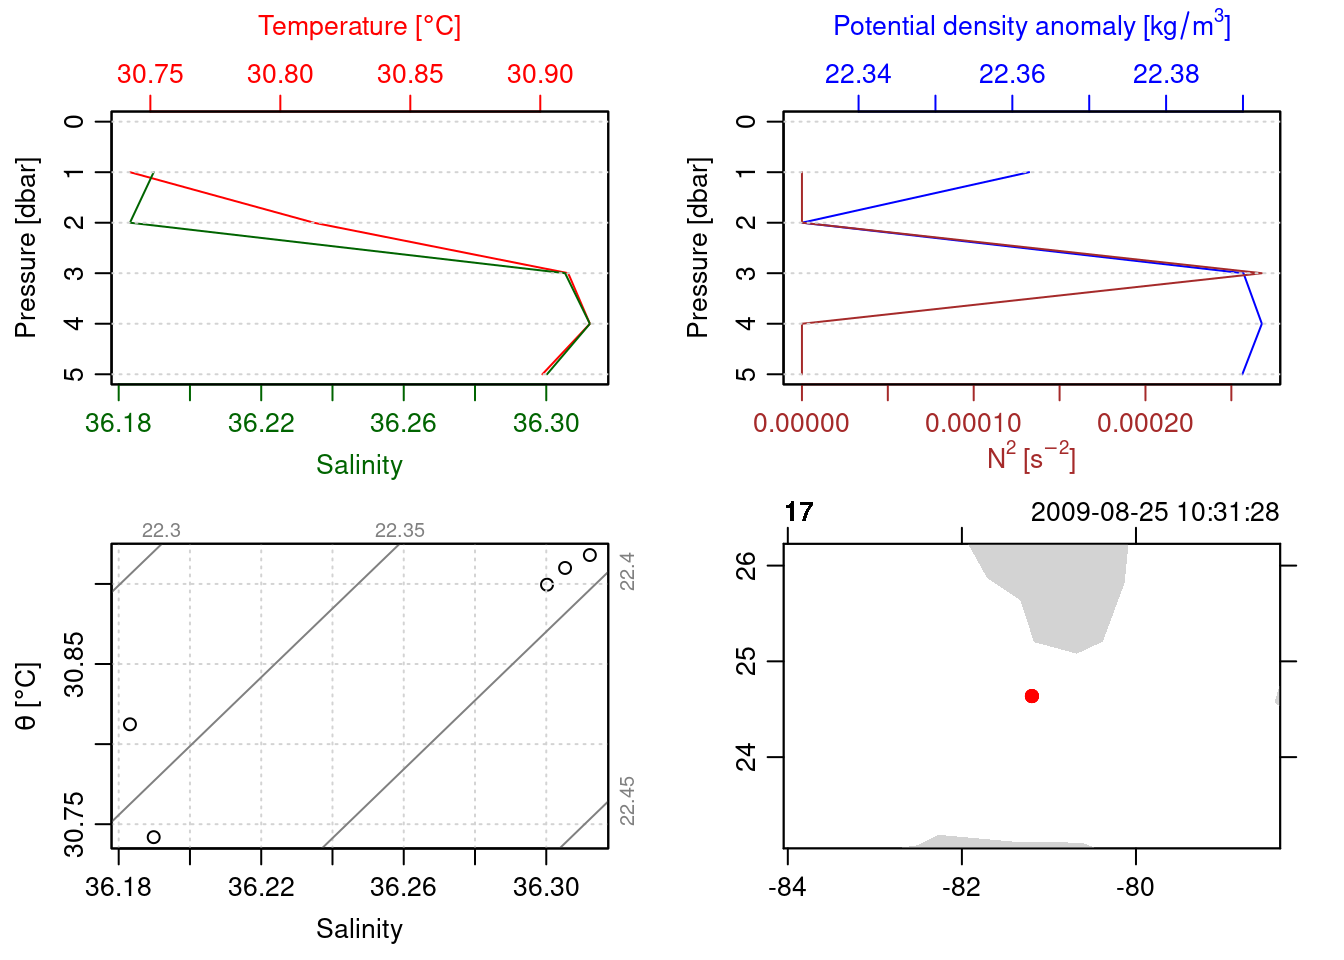 Temperature [°C]
30.75 30.80 30.85 30.90
Pressure [dbar]
0 1 2 3 4 5
36.18 36.22 36.26 36.30
Salinity
Potential density anomaly [kg/m³]
22.34 22.36 22.38
Pressure [dbar]
0 1 2 3 4 5
0.00000 0.00010 0.00020
N² [s⁻²]
22.3 22.35
22.4
22.45
θ [°C]
30.75 30.85
36.18 36.22 36.26 36.30
Salinity
17 2009-08-25 10:31:28
26
25
24
-84 -82 -80